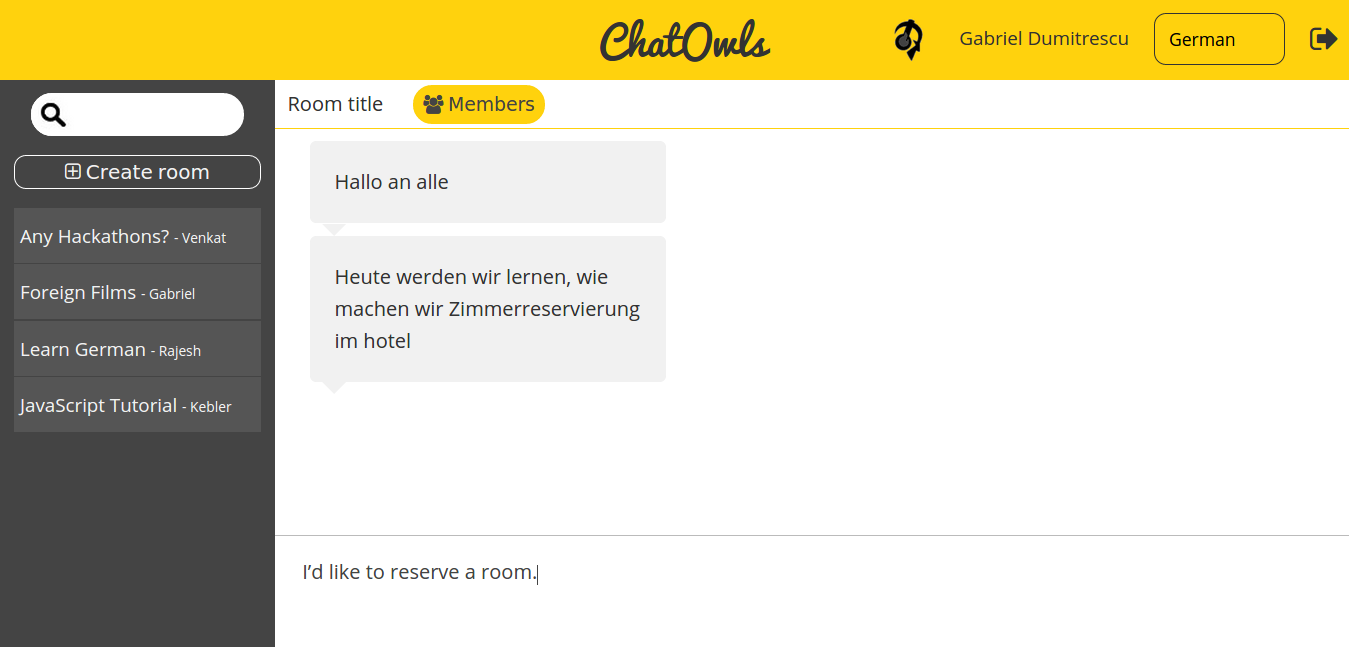 ChatOwls
Gabriel Dumitrescu
German
Room title
Members
Create room
Any Hackathons? - Venkat
Foreign Films - Gabriel
Learn German - Rajesh
JavaScript Tutorial - Kebler
Hallo an alle
Heute werden wir lernen, wie
machen wir Zimmerreservierung
im hotel
I’d like to reserve a room.